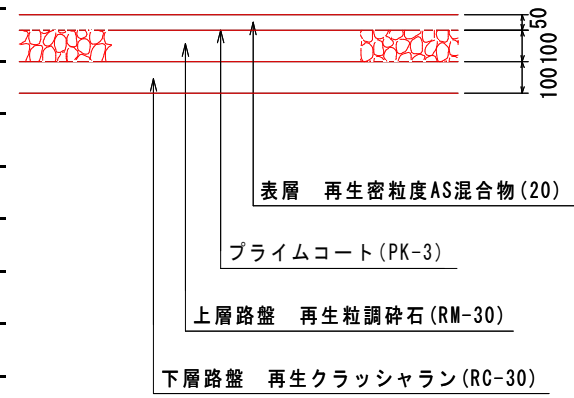 50
100
100
表層　再生密粒度AS混合物(20)
プライムコート(PK-3)
上層路盤　再生粒調砕石(RM-30)
下層路盤　再生クラッシャラン(RC-30)